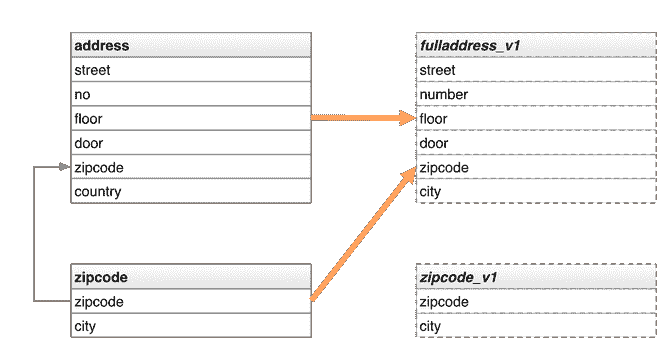 address
street
no
floor
door
zipcode
country
fulladdress_v1
street
number
floor
door
zipcode
city
zipcode
zipcode
city
zipcode_v1
zipcode
city